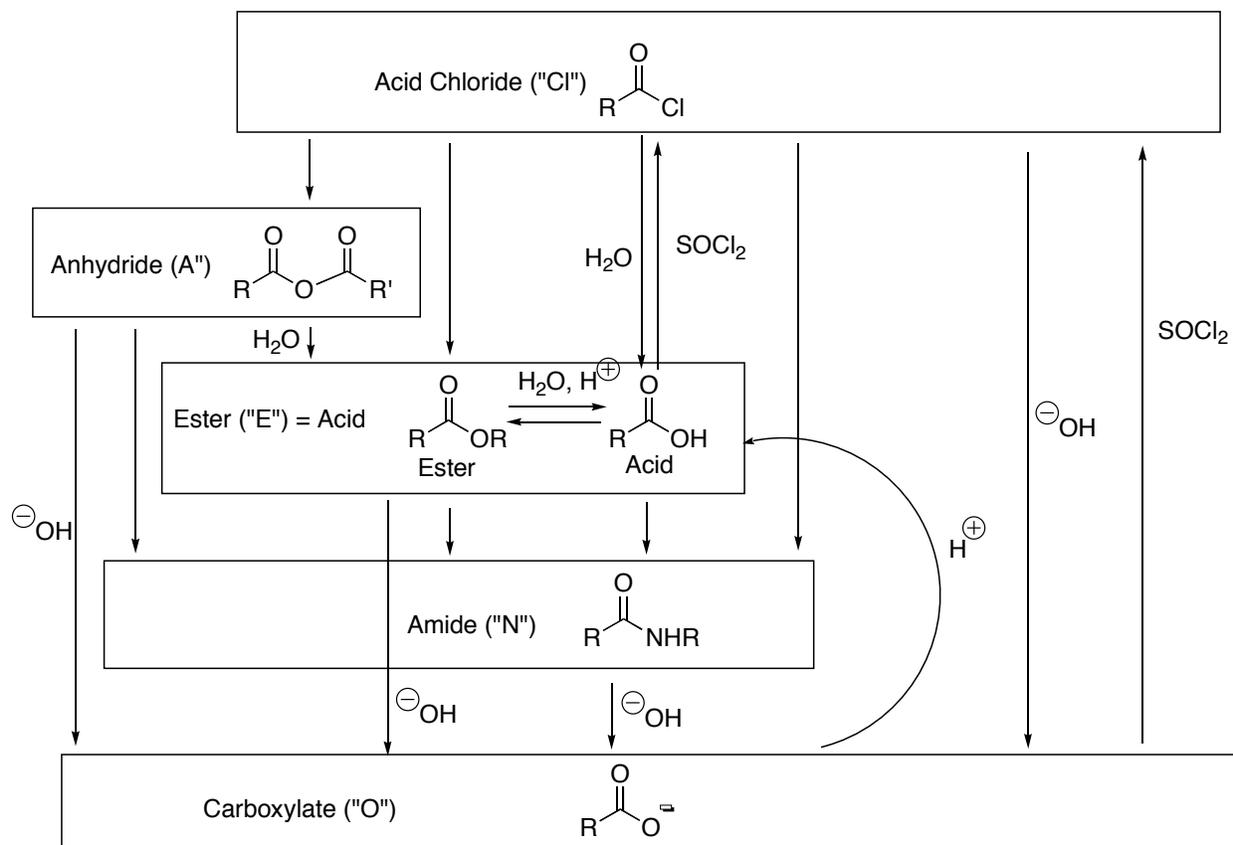 Acid Chloride ("Cl")
O
R
Cl
Anhydride (A")
O
O
R
O
R'
H₂O
SOCl₂
SOCl₂
H₂O
Ester ("E") = Acid
O
R
OR
Ester
H₂O, H⊕
O
R
OH
Acid
⊖OH
⊖OH
H⊕
Amide ("N")
O
R
NHR
⊖OH
⊖OH
Carboxylate ("O")
O
R
O